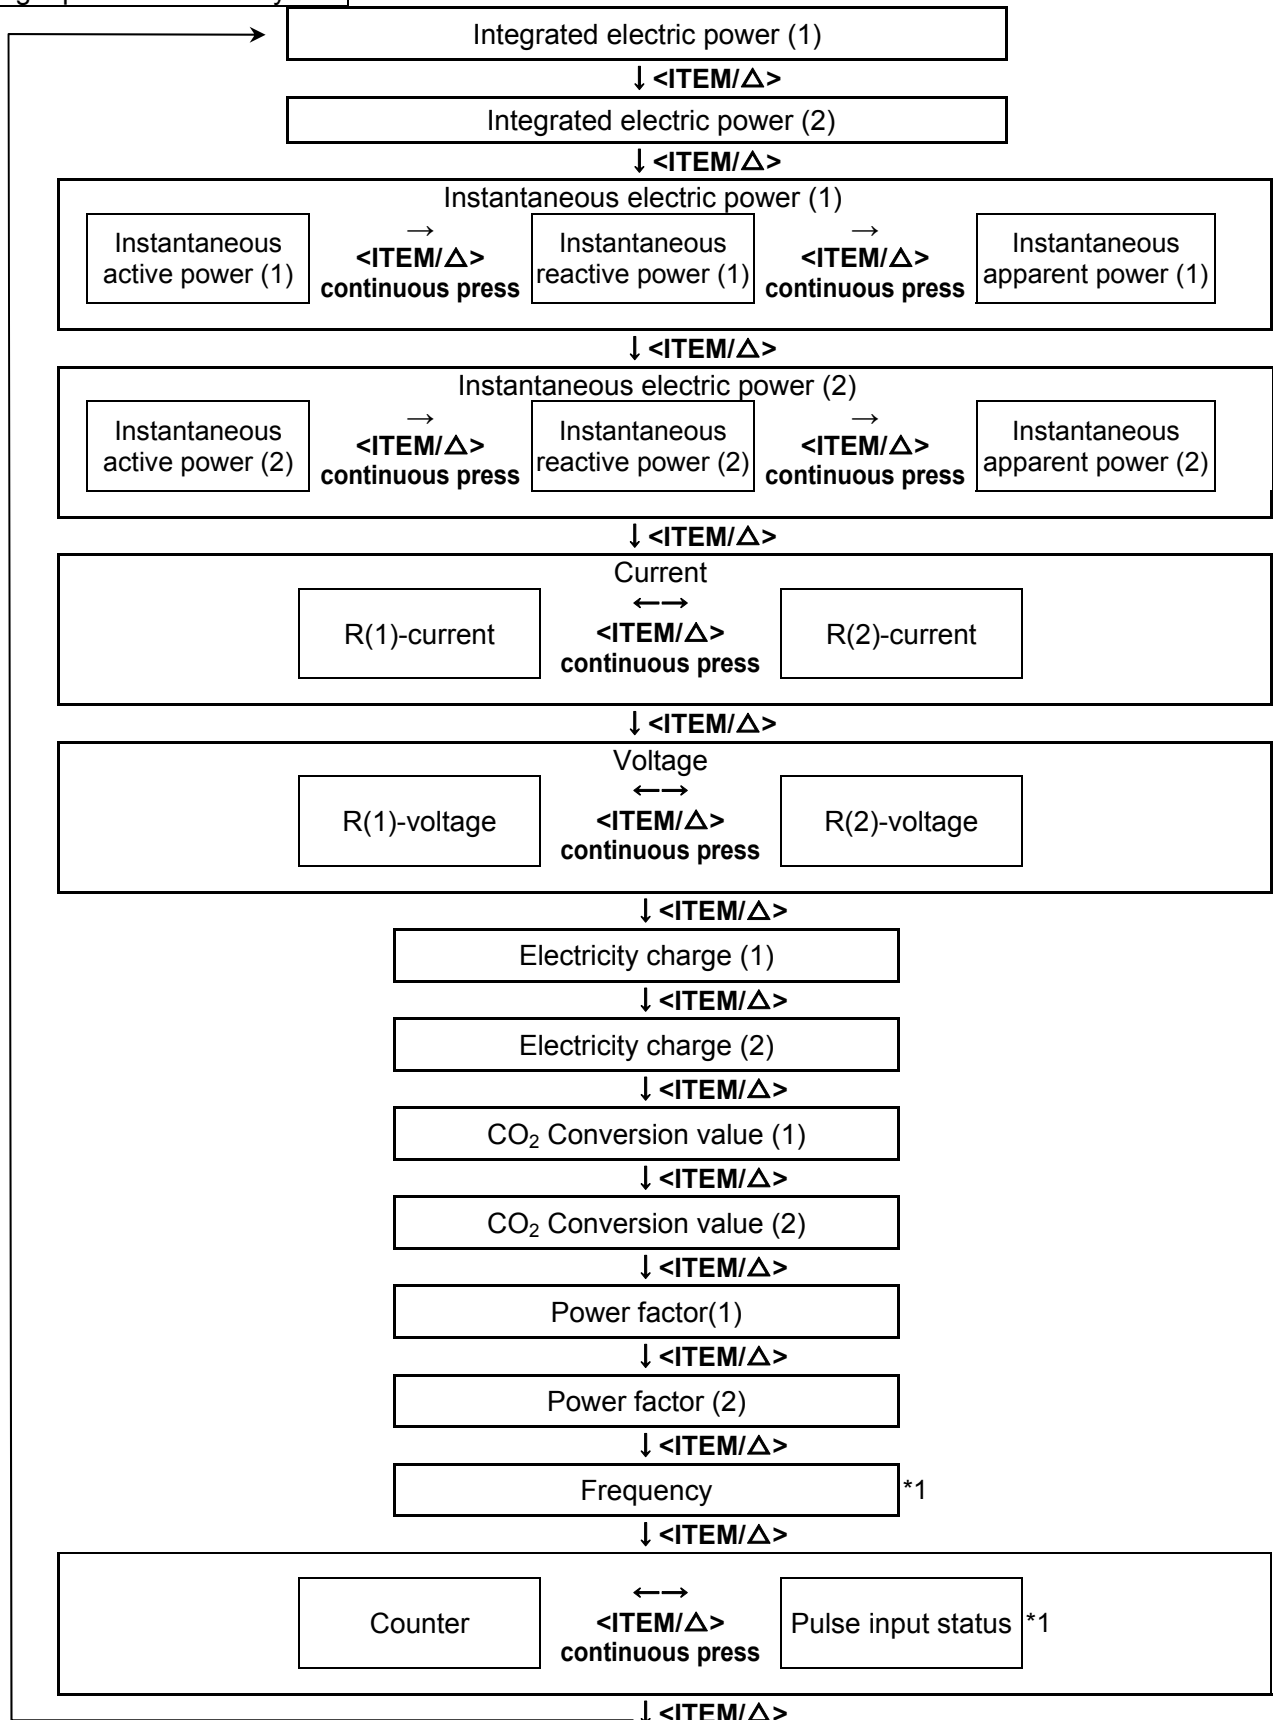 Integrated electric power (1)
↓ <ITEM/△>
Integrated electric power (2)
↓ <ITEM/△>
Instantaneous electric power (1)
Instantaneous
active power (1)
→
<ITEM/△>
continuous press
Instantaneous
reactive power (1)
→
<ITEM/△>
continuous press
Instantaneous
apparent power (1)
↓ <ITEM/△>
Instantaneous electric power (2)
Instantaneous
active power (2)
→
<ITEM/△>
continuous press
Instantaneous
reactive power (2)
→
<ITEM/△>
continuous press
Instantaneous
apparent power (2)
↓ <ITEM/△>
Current
R(1)-current
←→
<ITEM/△>
continuous press
R(2)-current
↓ <ITEM/△>
Voltage
R(1)-voltage
←→
<ITEM/△>
continuous press
R(2)-voltage
↓ <ITEM/△>
Electricity charge (1)
↓ <ITEM/△>
Electricity charge (2)
↓ <ITEM/△>
CO₂ Conversion value (1)
↓ <ITEM/△>
CO₂ Conversion value (2)
↓ <ITEM/△>
Power factor(1)
↓ <ITEM/△>
Power factor (2)
↓ <ITEM/△>
Frequency *1
↓ <ITEM/△>
Counter
←→
<ITEM/△>
continuous press
Pulse input status *1
↓ <ITEM/△>